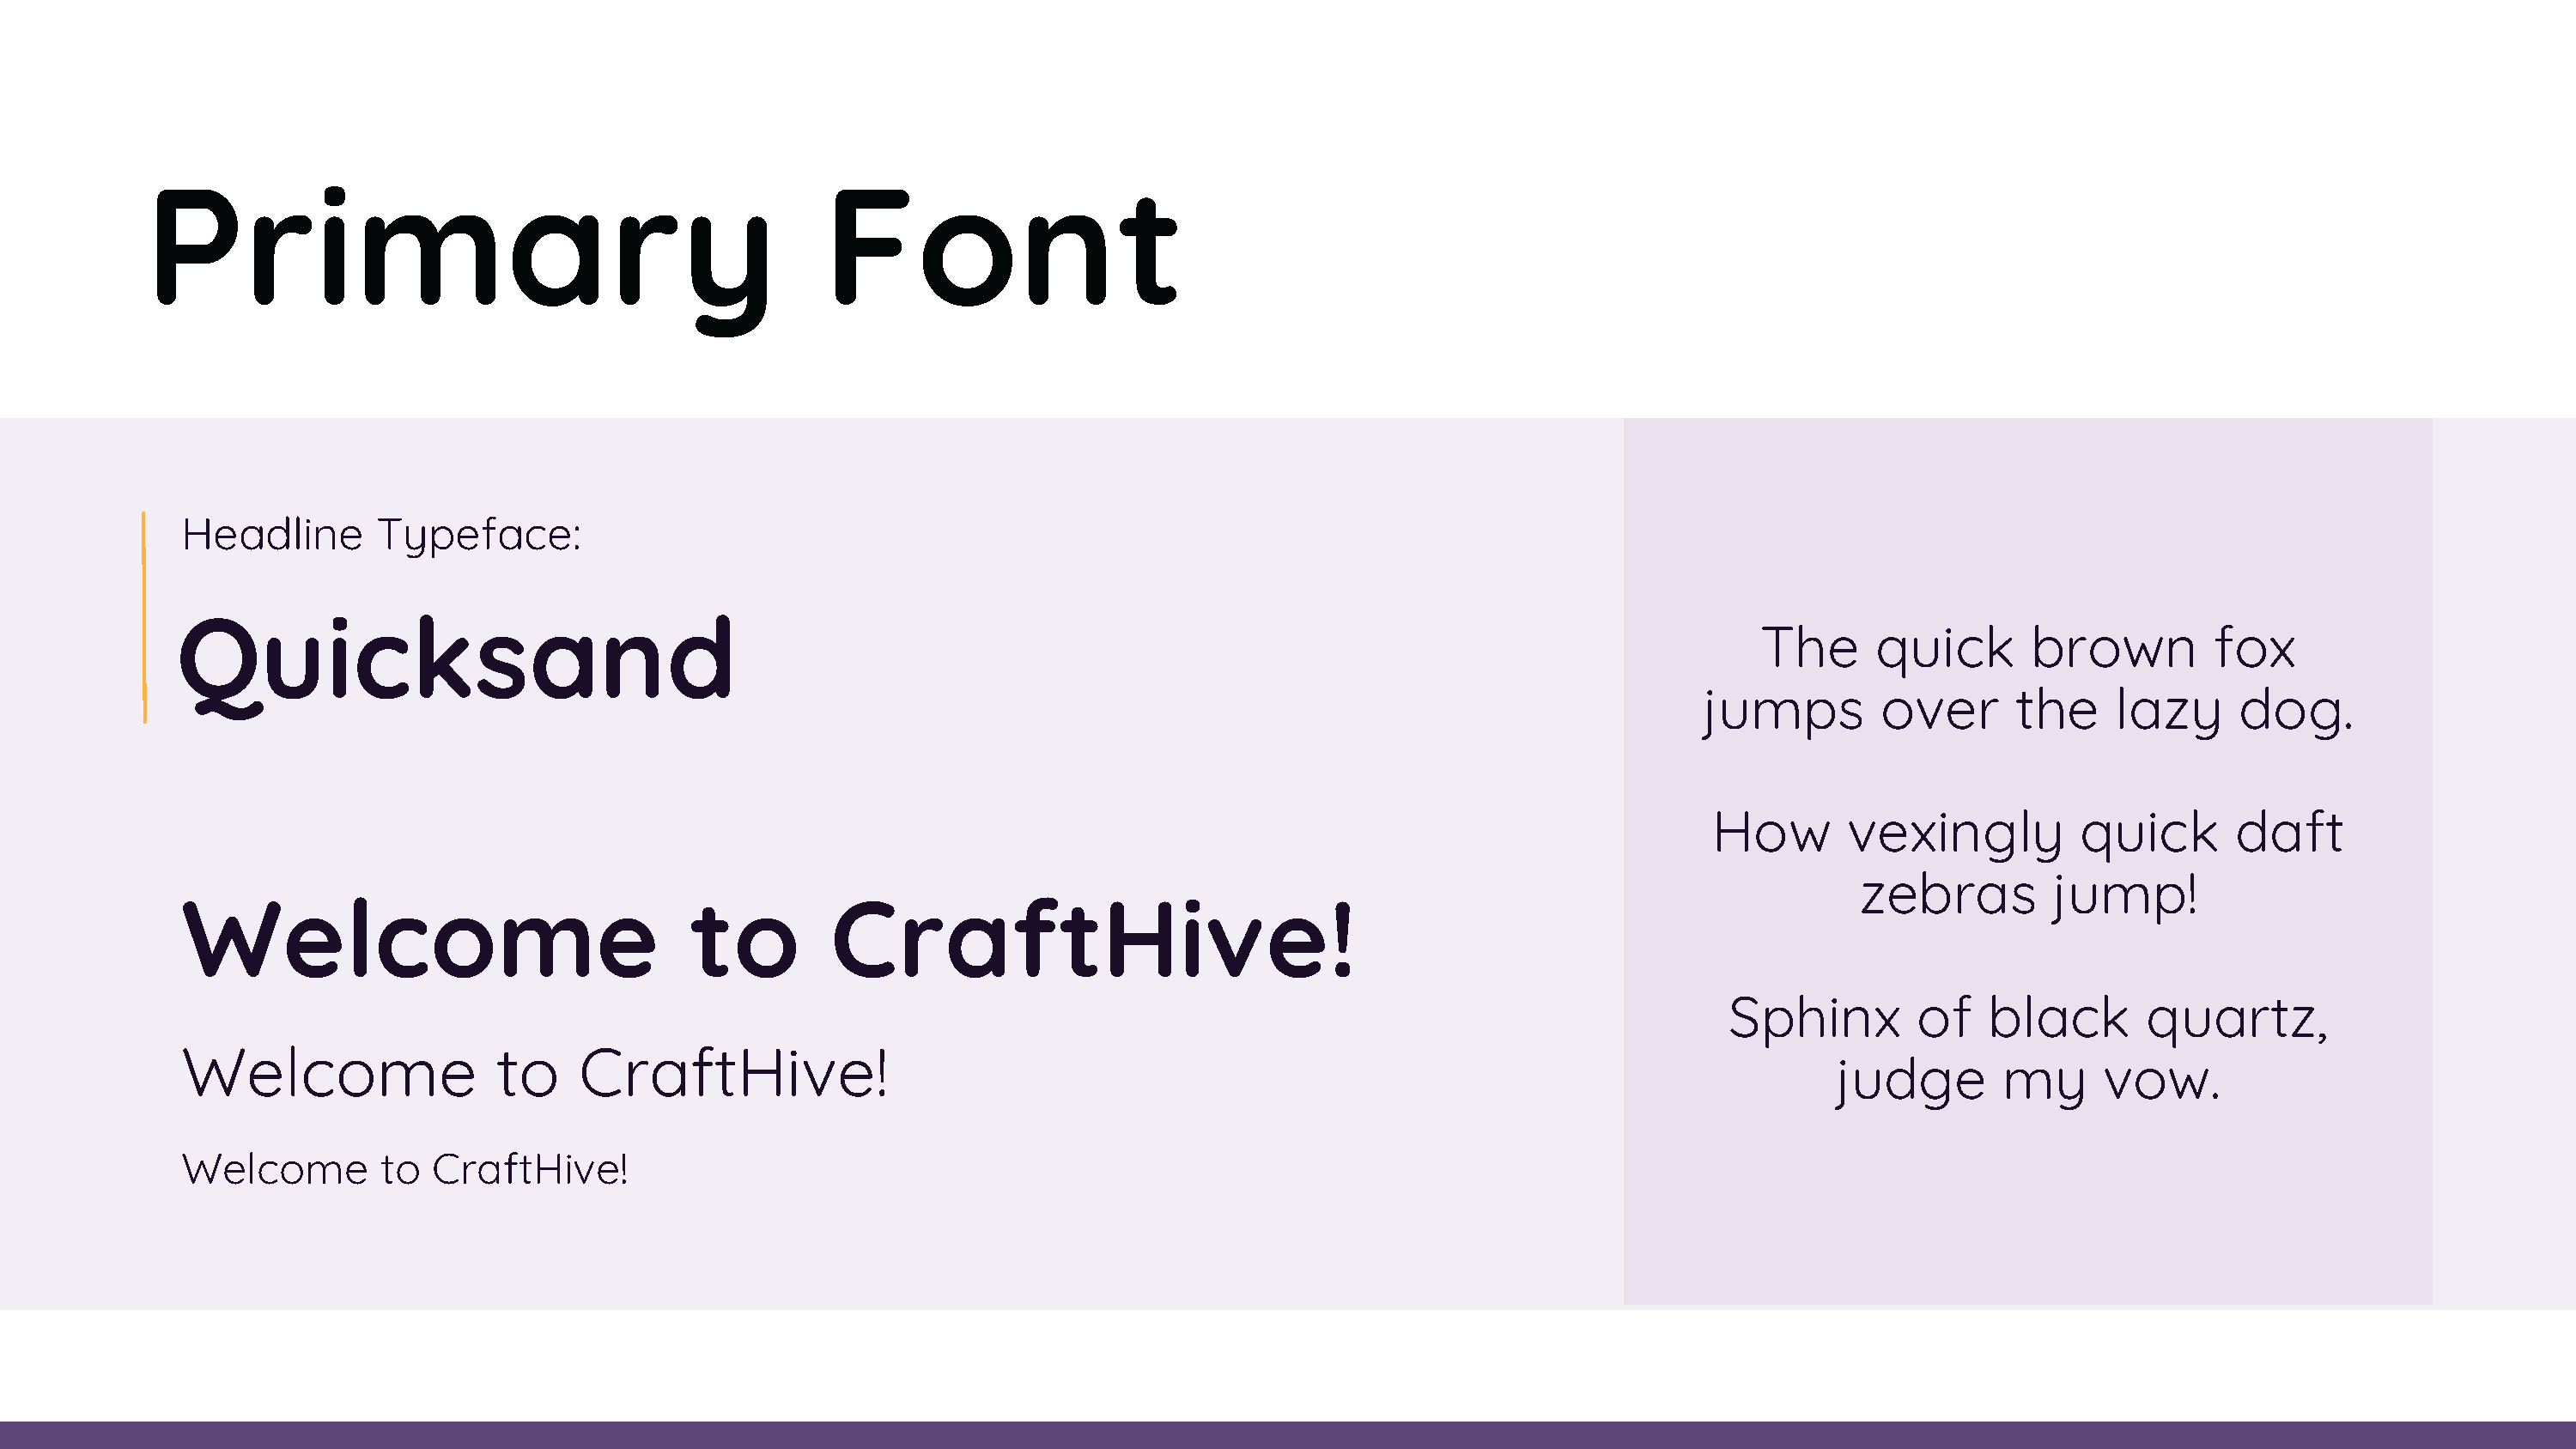 Primary Font
Headline Typeface:
Quicksand
Welcome to CraftHive!
Welcome to CraftHive!
Welcome to CraftHive!
The quick brown fox
jumps over the lazy dog.
How vexingly quick daft
zebras jump!
Sphinx of black quartz,
judge my vow.